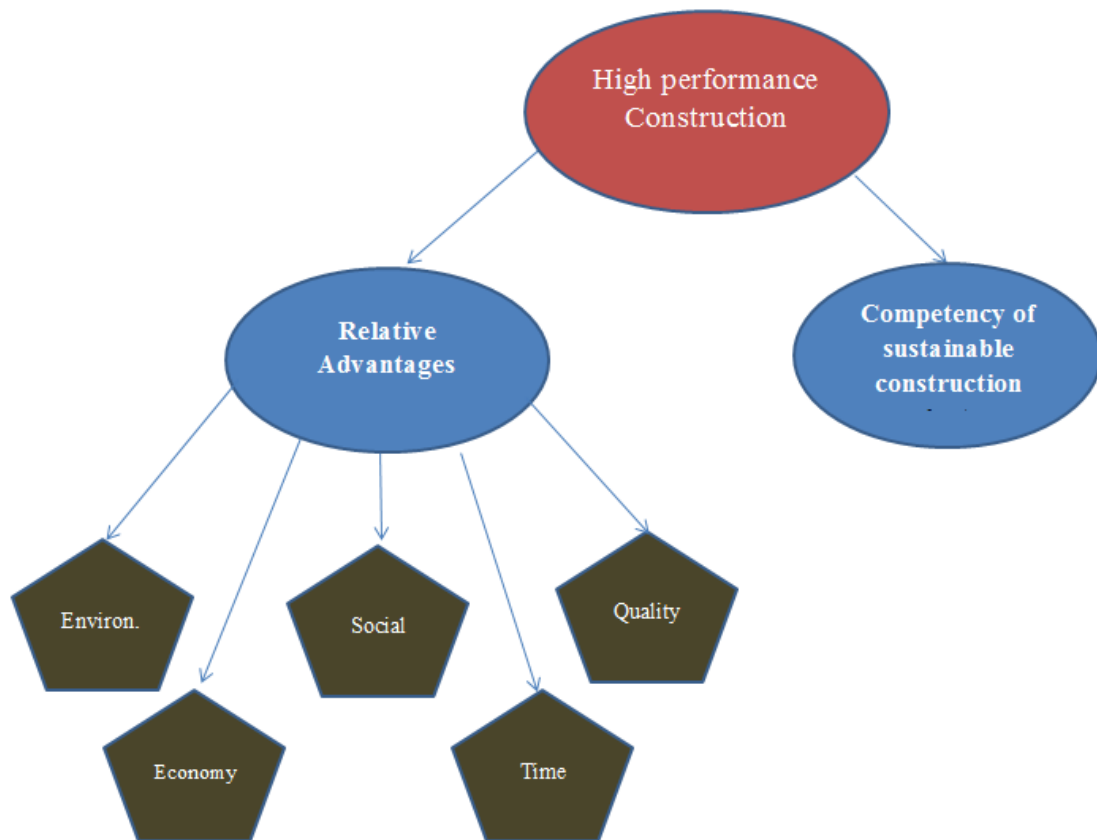 High performance
Construction
Relative
Advantages
Competency of
sustainable
construction
Environ.
Social
Quality
Economy
Time